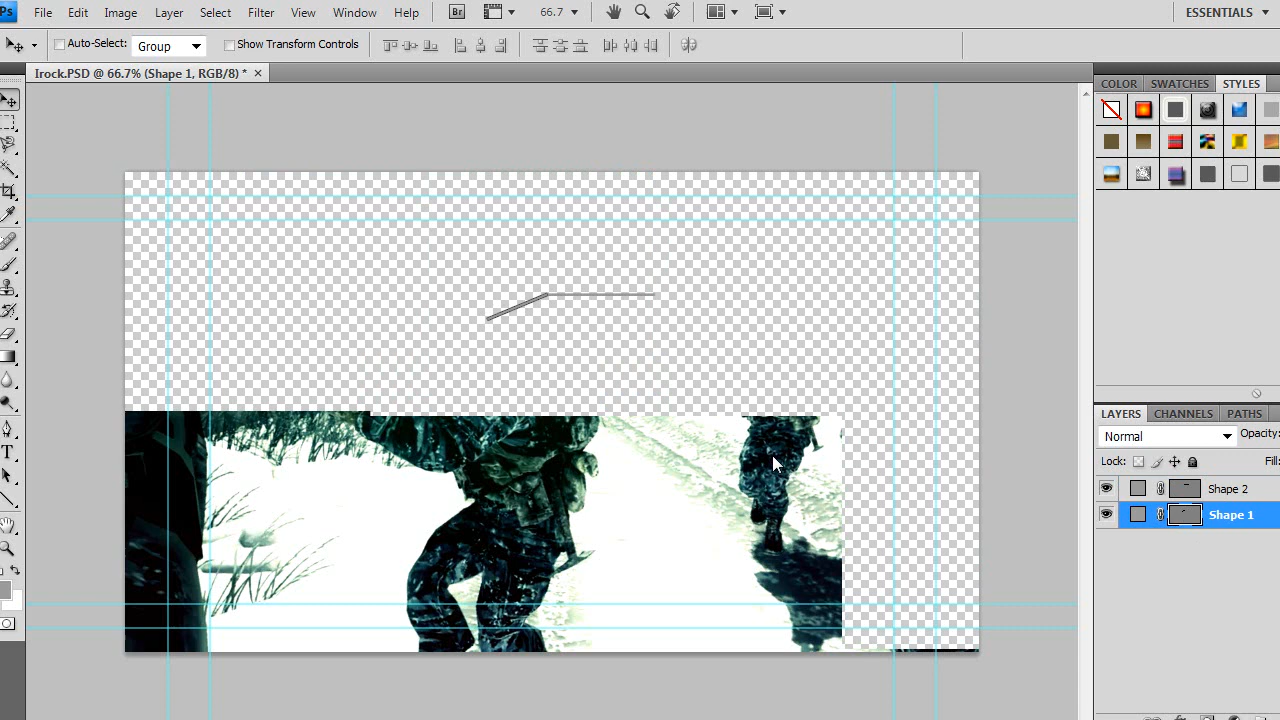 Ps File Edit Image Layer Select Filter View Window Help Br 66.7 ESSENTIALS
Auto-Select: Group Show Transform Controls
Irock.PSD @ 66.7% (Shape 1, RGB/8) * ×
COLOR SWATCHES STYLES
T
LAYERS CHANNELS PATHS
Normal Opacity:
Lock: Fill:
Shape 2
Shape 1